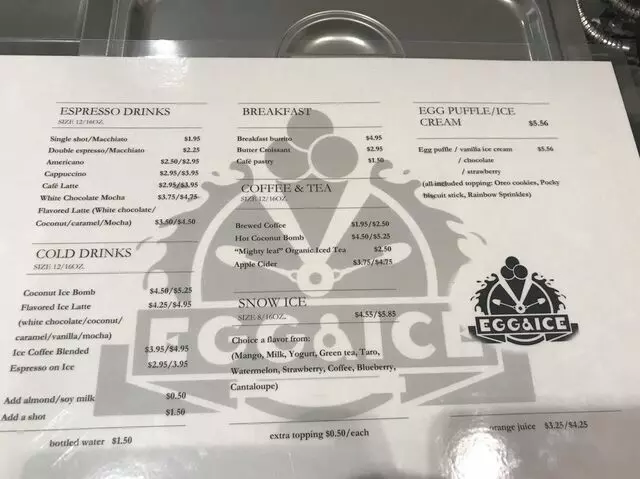 ESPRESSO DRINKS
SIZE 12/16OZ.
Single shot/Macchiato $1.95
Double espresso/Macchiato $2.25
Americano $2.50/$2.95
Cappuccino $2.95/$3.95
Café Latte $2.95/$3.95
White Chocolate Mocha $3.75/$4.75
Flavored Latte (White chocolate/
Coconut/caramel/Mocha) $3.50/$4.50
COLD DRINKS
SIZE 12/16OZ.
Coconut Ice Bomb $4.50/$5.25
Flavored Ice Latte $4.25/$4.95
(white chocolate/coconut/
caramel/vanilla/mocha)
Ice Coffee Blended $3.95/$4.95
Espresso on Ice $2.95/3.95
Add almond/soy milk $0.50
Add a shot $1.50
bottled water $1.50
BREAKFAST
Breakfast burrito $4.95
Butter Croissant $2.95
Café pastry $1.50
COFFEE & TEA
SIZE 12/16OZ.
Brewed Coffee $1.95/$2.50
Hot Coconut Bomb $4.50/$5.25
"Mighty leaf" Organic Iced Tea $2.50
Apple Cider $3.75/$4.75
SNOW ICE
SIZE 8/16OZ. $4.55/$5.85
Choice a flavor from:
(Mango, Milk, Yogurt, Green tea, Taro,
Watermelon, Strawberry, Coffee, Blueberry,
Cantaloupe)
extra topping $0.50/each
EGG PUFFLE/ICE
CREAM $5.56
Egg puffle / vanilla ice cream $5.56
/ chocolate
/ strawberry
(all included topping: Oreo cookies, Pocky
biscuit stick, Rainbow Sprinkles)
EGG&ICE
EGG&ICE
orange juice $3.25/$4.25